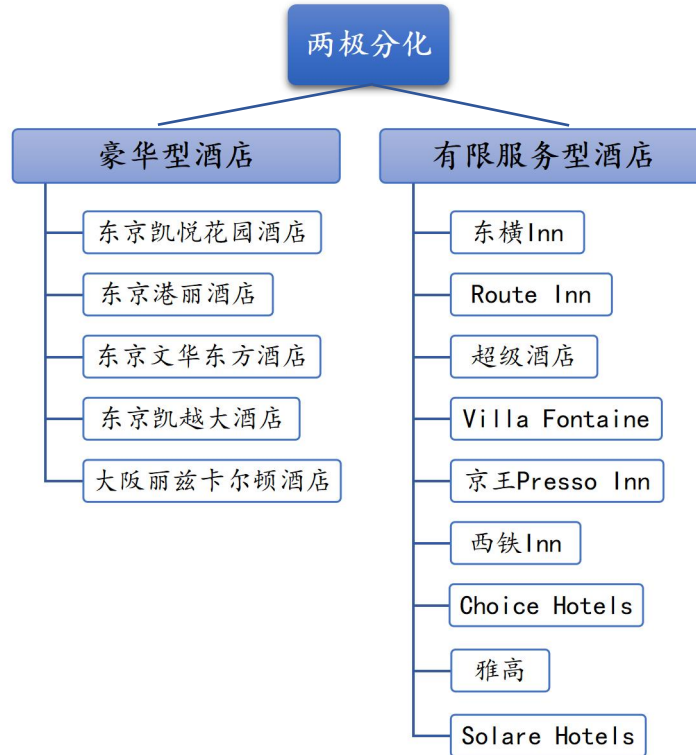 两极分化
豪华型酒店
东京凯悦花园酒店
东京港丽酒店
东京文华东方酒店
东京凯越大酒店
大阪丽兹卡尔顿酒店
有限服务型酒店
东横Inn
Route Inn
超级酒店
Villa Fontaine
京王Presso Inn
西铁Inn
Choice Hotels
雅高
Solare Hotels